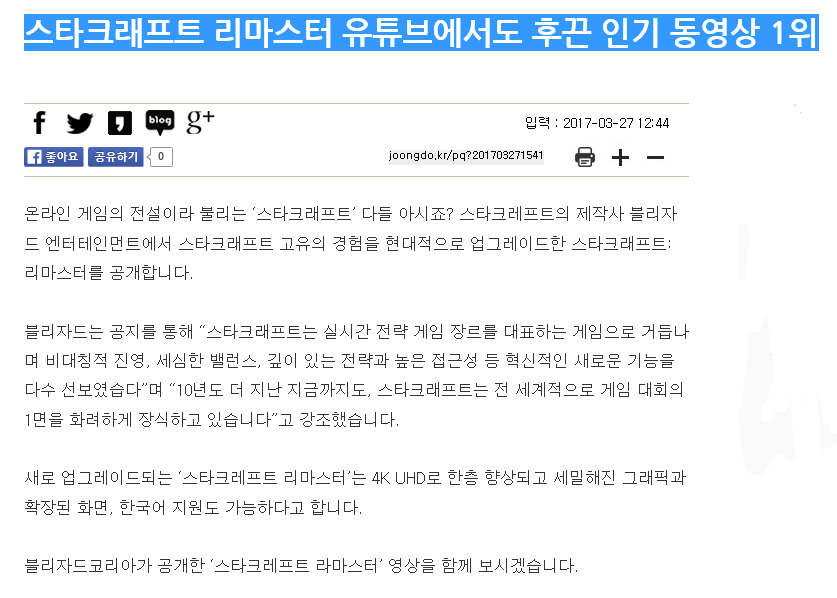 스타크래프트 리마스터 유튜브에서도 후끈 인기 동영상 1위
f blog g+
입력 : 2017-03-27 12:44
f 좋아요 공유하기 0
joongdo.kr/pq?201703271541
온라인 게임의 전설이라 불리는 ‘스타크래프트’ 다들 아시죠? 스타크레프트의 제작사 블리자
드 엔터테인먼트에서 스타크래프트 고유의 경험을 현대적으로 업그레이드한 스타크래프트:
리마스터를 공개합니다.
블리자드는 공지를 통해 “스타크래프트는 실시간 전략 게임 장르를 대표하는 게임으로 거듭나
며 비대칭적 진영, 세심한 밸런스, 깊이 있는 전략과 높은 접근성 등 혁신적인 새로운 기능을
다수 선보였습다”며 “10년도 더 지난 지금까지도, 스타크래프트는 전 세계적으로 게임 대회의
1면을 화려하게 장식하고 있습니다”고 강조했습니다.
새로 업그레이드되는 ‘스타크레프트 리마스터’는 4K UHD로 한층 향상되고 세밀해진 그래픽과
확장된 화면, 한국어 지원도 가능하다고 합니다.
블리자드코리아가 공개한 ‘스타크레프트 라마스터’ 영상을 함께 보시겠습니다.